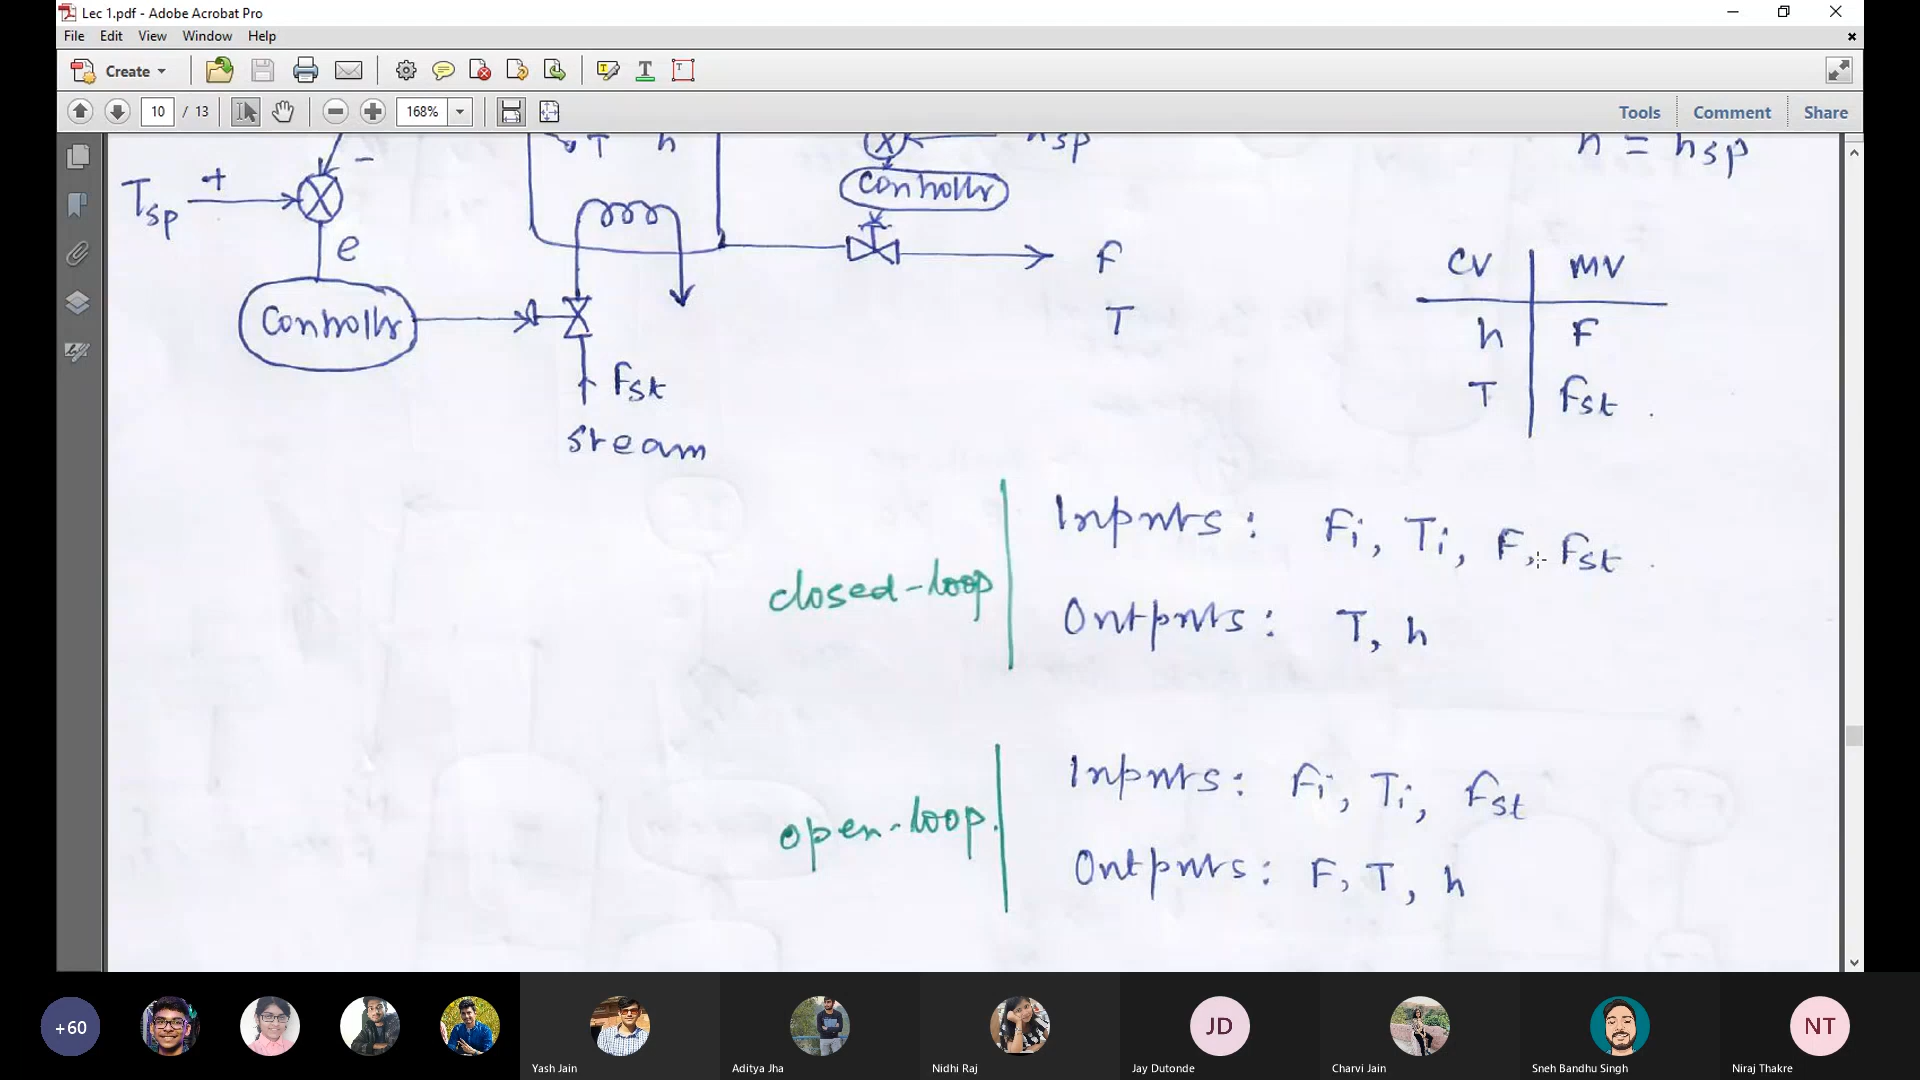 Lec 1.pdf - Adobe Acrobat Pro
File Edit View Window Help
Create
10 / 13 168% Tools Comment Share
T h
hsp
h = hsp
Tsp + -
Controllr
e
F
CV MV
Controllr
T
h F
Fst
T Fst
steam
Inputs: Fi, Ti, F, Fst
closed-loop
Outputs: T, h
Inputs: Fi, Ti, Fst
open-loop
Outputs: F, T, h
+60
JD
NT
Yash Jain Aditya Jha Nidhi Raj Jay Dutonde Charvi Jain Sneh Bandhu Singh Niraj Thakre